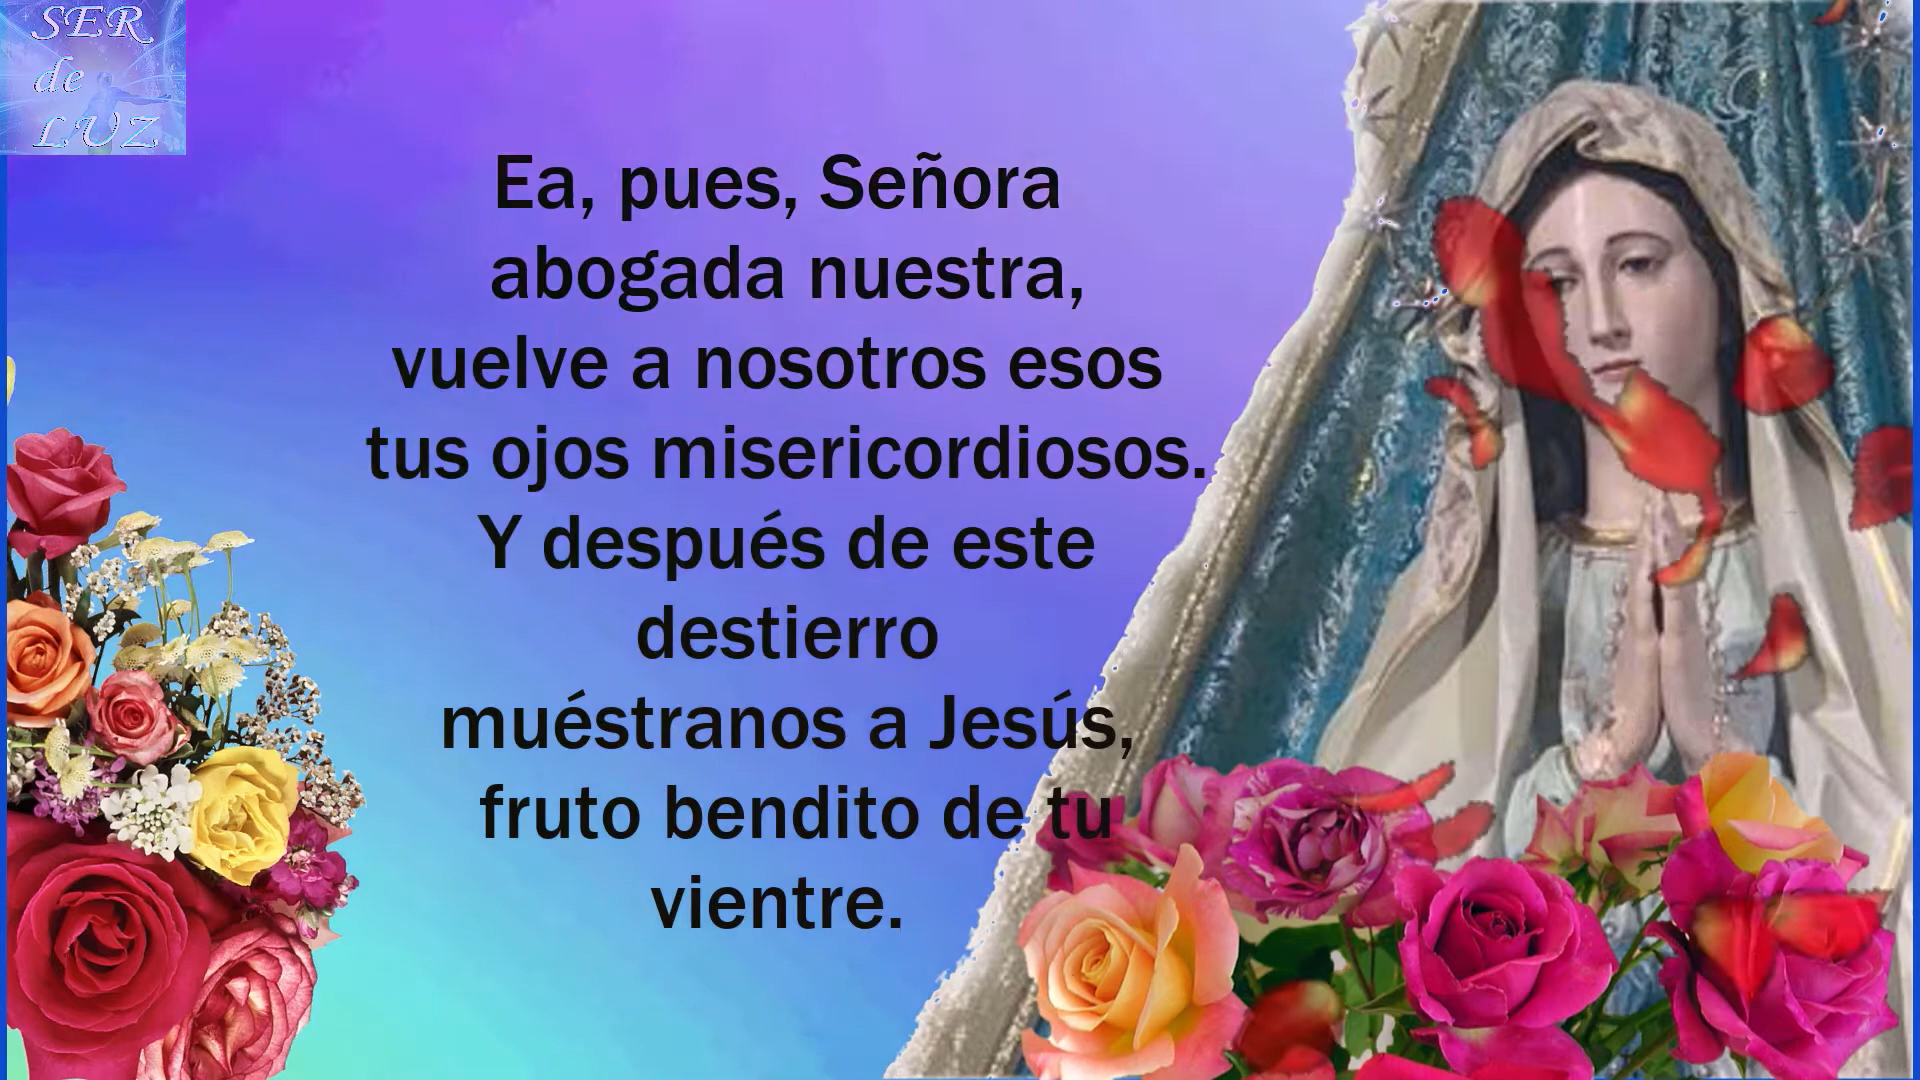 SER
de
LUZ
Ea, pues, Señora
abogada nuestra,
vuelve a nosotros esos
tus ojos misericordiosos.
Y después de este
destierro
muéstranos a Jesús,
fruto bendito de tu
vientre.